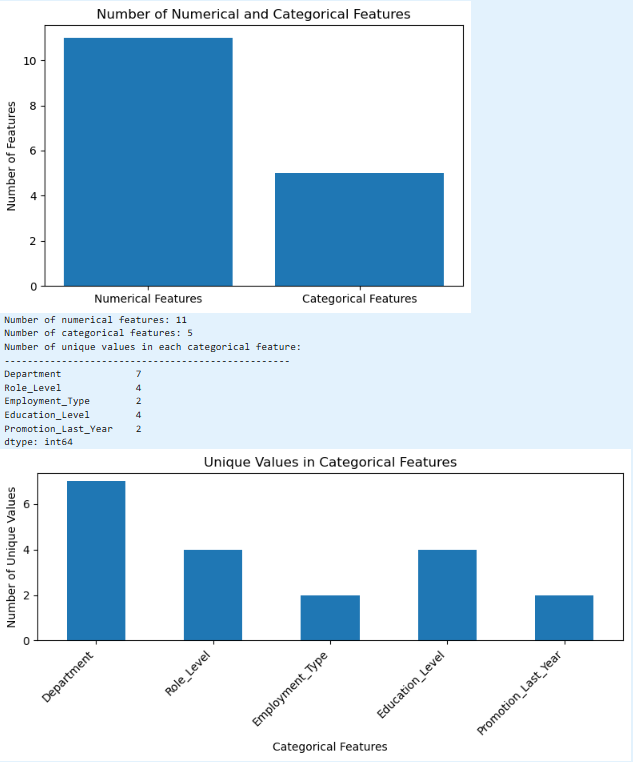 Number of Numerical and Categorical Features
10
8
6
4
2
0
Number of Features
Numerical Features
Categorical Features
Number of numerical features: 11
Number of categorical features: 5
Number of unique values in each categorical feature:
--------------------------------------------------
Department             7
Role_Level             4
Employment_Type        2
Education_Level        4
Promotion_Last_Year    2
dtype: int64
Unique Values in Categorical Features
6
4
2
0
Number of Unique Values
Department
Role_Level
Employment_Type
Education_Level
Promotion_Last_Year
Categorical Features